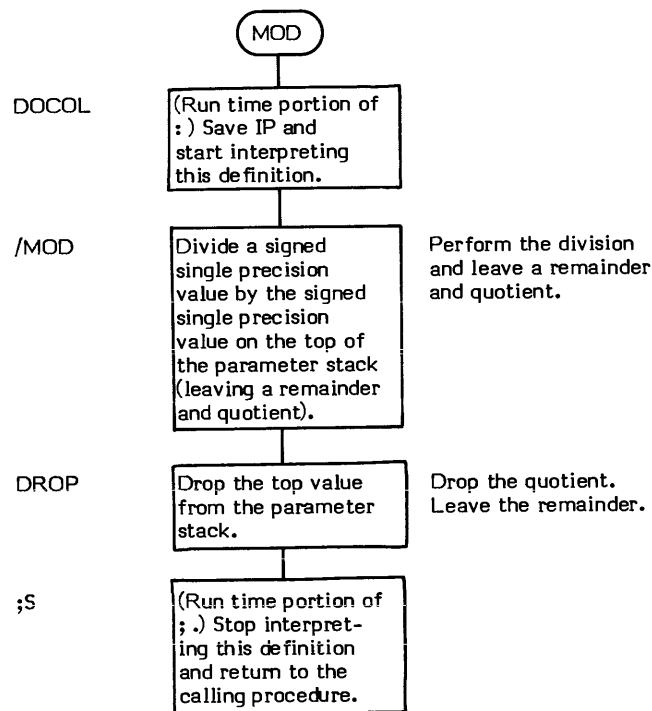 MOD
DOCOL
(Run time portion of
: ) Save IP and
start interpreting
this definition.
/MOD
Divide a signed
single precision
value by the signed
single precision
value on the top of
the parameter stack
(leaving a remainder
and quotient).
Perform the division
and leave a remainder
and quotient.
DROP
Drop the top value
from the parameter
stack.
Drop the quotient.
Leave the remainder.
;S
(Run time portion of
; .) Stop interpret-
ing this definition
and return to the
calling procedure.